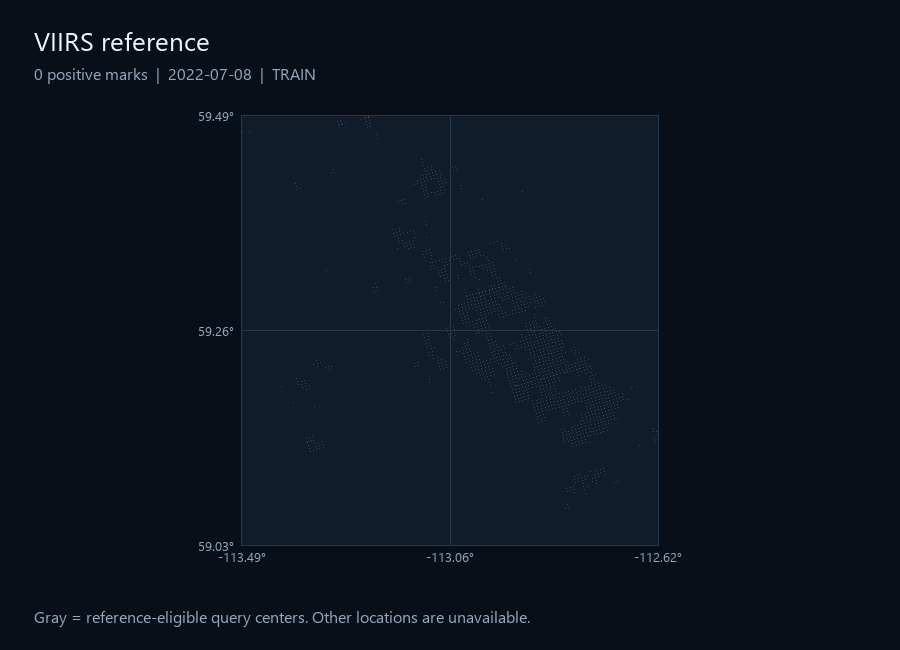 VIIRS reference
0 positive marks | 2022-07-08 | TRAIN
59.49°
59.26°
59.03°
-113.49° -113.06° -112.62°
Gray = reference-eligible query centers. Other locations are unavailable.